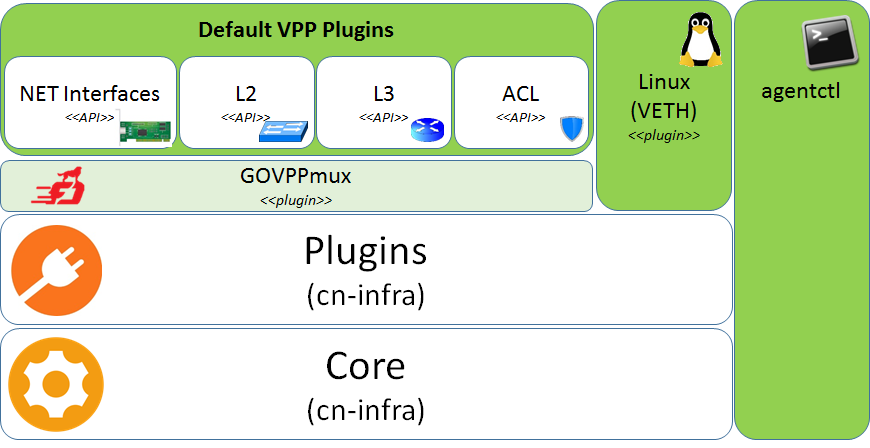 Default VPP Plugins
NET Interfaces
<<API>>
L2
<<API>>
L3
<<API>>
ACL
<<API>>
Linux
(VETH)
<<plugin>>
agentctl
GOVPPmux
<<plugin>>
Plugins
(cn-infra)
Core
(cn-infra)